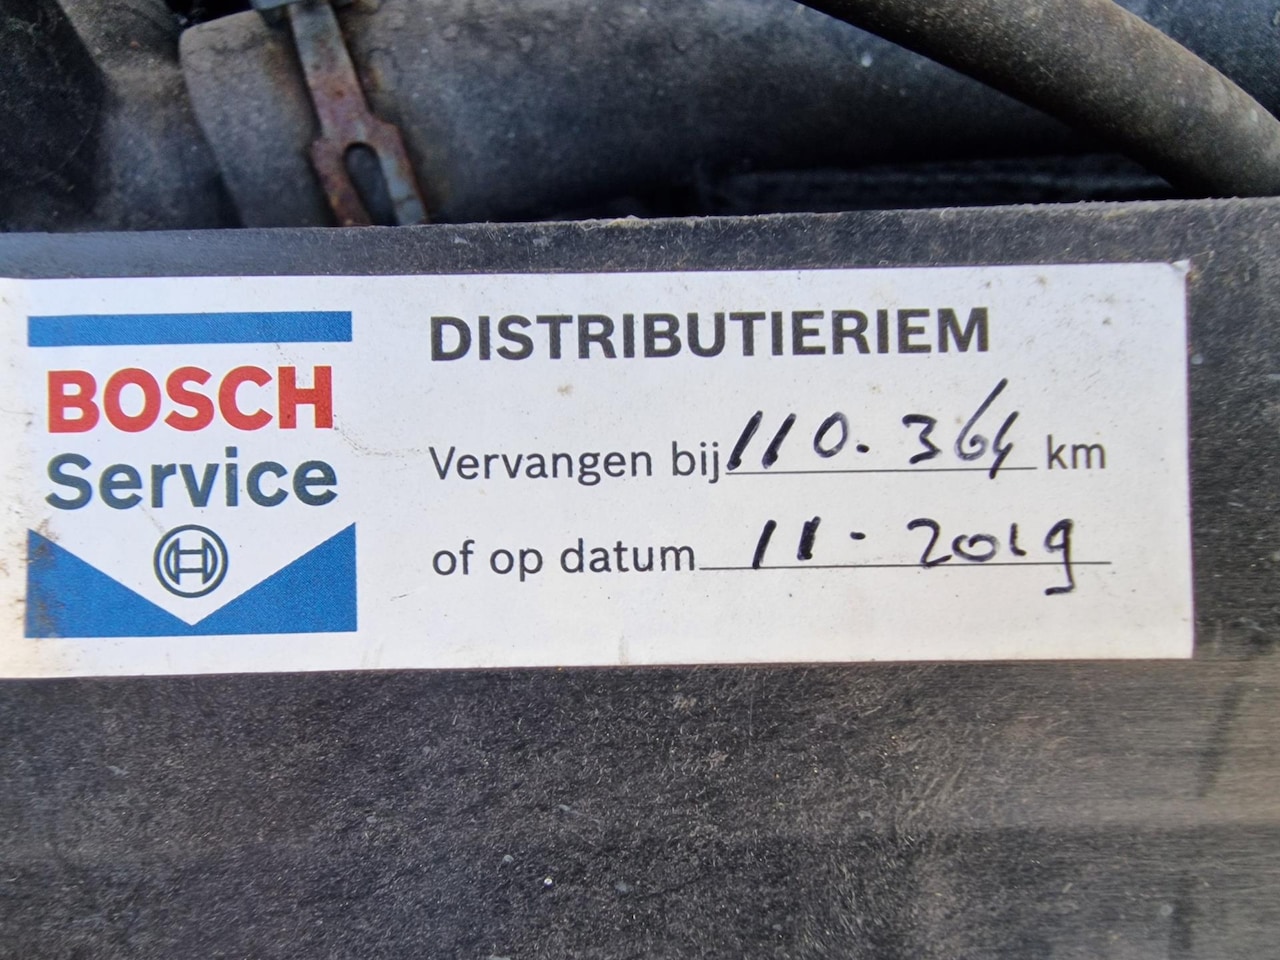 BOSCH
Service
DISTRIBUTIERIEM
Vervangen bij 110.364 km
of op datum 11-2019